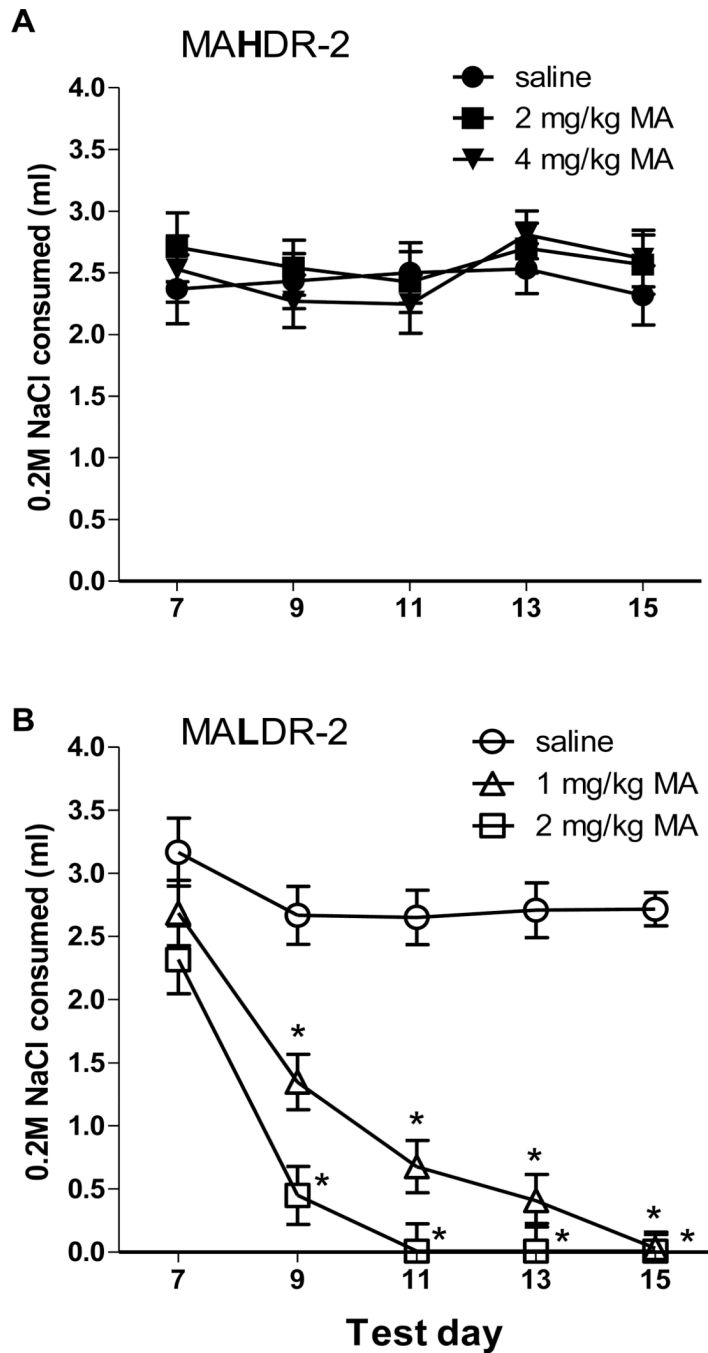 A
MAHDR-2
saline
2 mg/kg MA
4 mg/kg MA
0.2M NaCl consumed (ml)
4.0
3.5
3.0
2.5
2.0
1.5
1.0
0.5
0.0
7 9 11 13 15
B
MALDR-2
saline
1 mg/kg MA
2 mg/kg MA
0.2M NaCl consumed (ml)
4.0
3.5
3.0
2.5
2.0
1.5
1.0
0.5
0.0
* * * *
* * * *
7 9 11 13 15
Test day